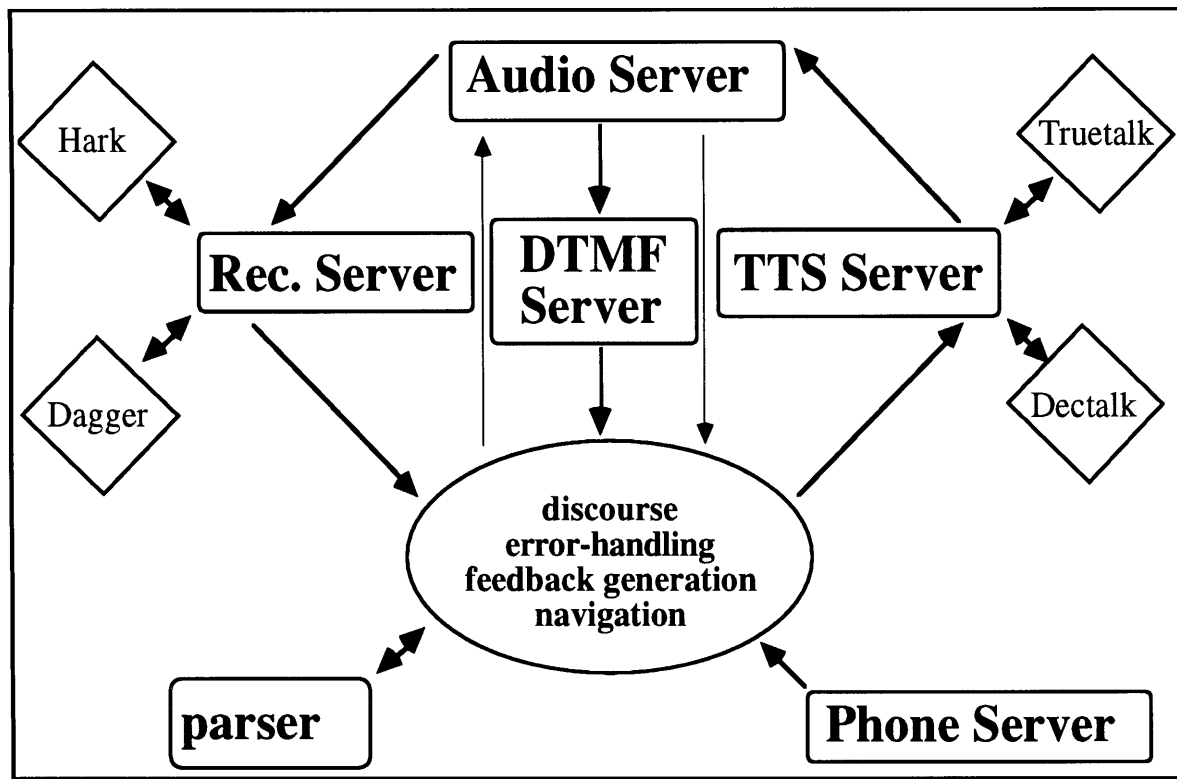 Audio Server
Hark
Truetalk
Rec. Server
DTMF
Server
TTS Server
Dagger
Dectalk
discourse
error-handling
feedback generation
navigation
parser
Phone Server